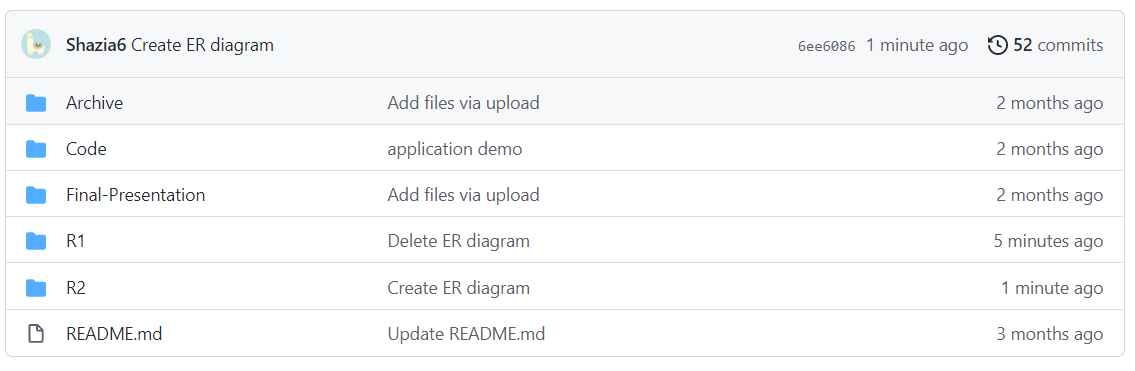 Shazia6 Create ER diagram 6ee6086 1 minute ago 52 commits
Archive Add files via upload 2 months ago
Code application demo 2 months ago
Final-Presentation Add files via upload 2 months ago
R1 Delete ER diagram 5 minutes ago
R2 Create ER diagram 1 minute ago
README.md Update README.md 3 months ago